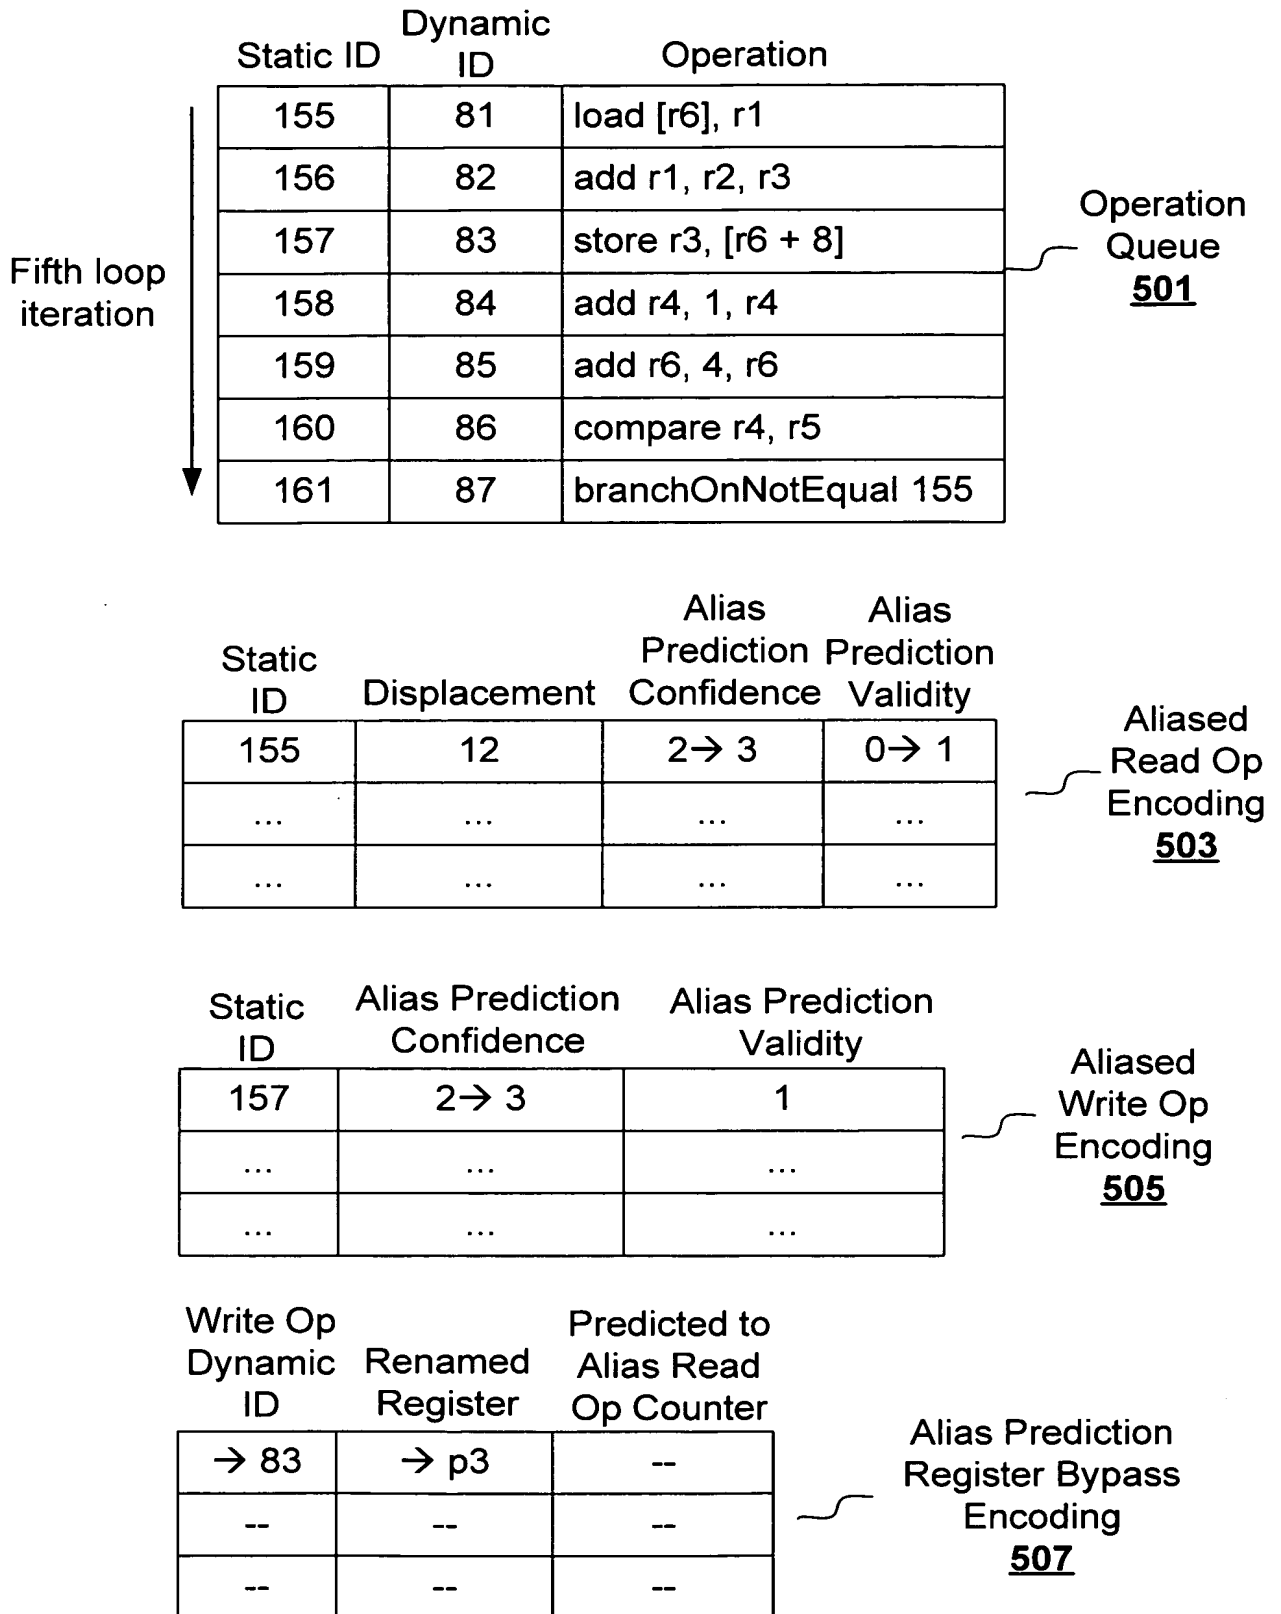 Static ID Dynamic ID Operation
155 81 load [r6], r1
156 82 add r1, r2, r3
157 83 store r3, [r6 + 8]
158 84 add r4, 1, r4
159 85 add r6, 4, r6
160 86 compare r4, r5
161 87 branchOnNotEqual 155
Fifth loop
iteration
Operation
Queue
501
Static
ID
Displacement
Alias
Prediction
Confidence
Alias
Prediction
Validity
155 12 2→ 3 0→ 1
... ... ... ...
... ... ... ...
Aliased
Read Op
Encoding
503
Static
ID
Alias Prediction
Confidence
Alias Prediction
Validity
157 2→ 3 1
... ... ...
... ... ...
Aliased
Write Op
Encoding
505
Write Op
Dynamic
ID
Renamed
Register
Predicted to
Alias Read
Op Counter
→ 83 → p3 --
-- -- --
-- -- --
Alias Prediction
Register Bypass
Encoding
507